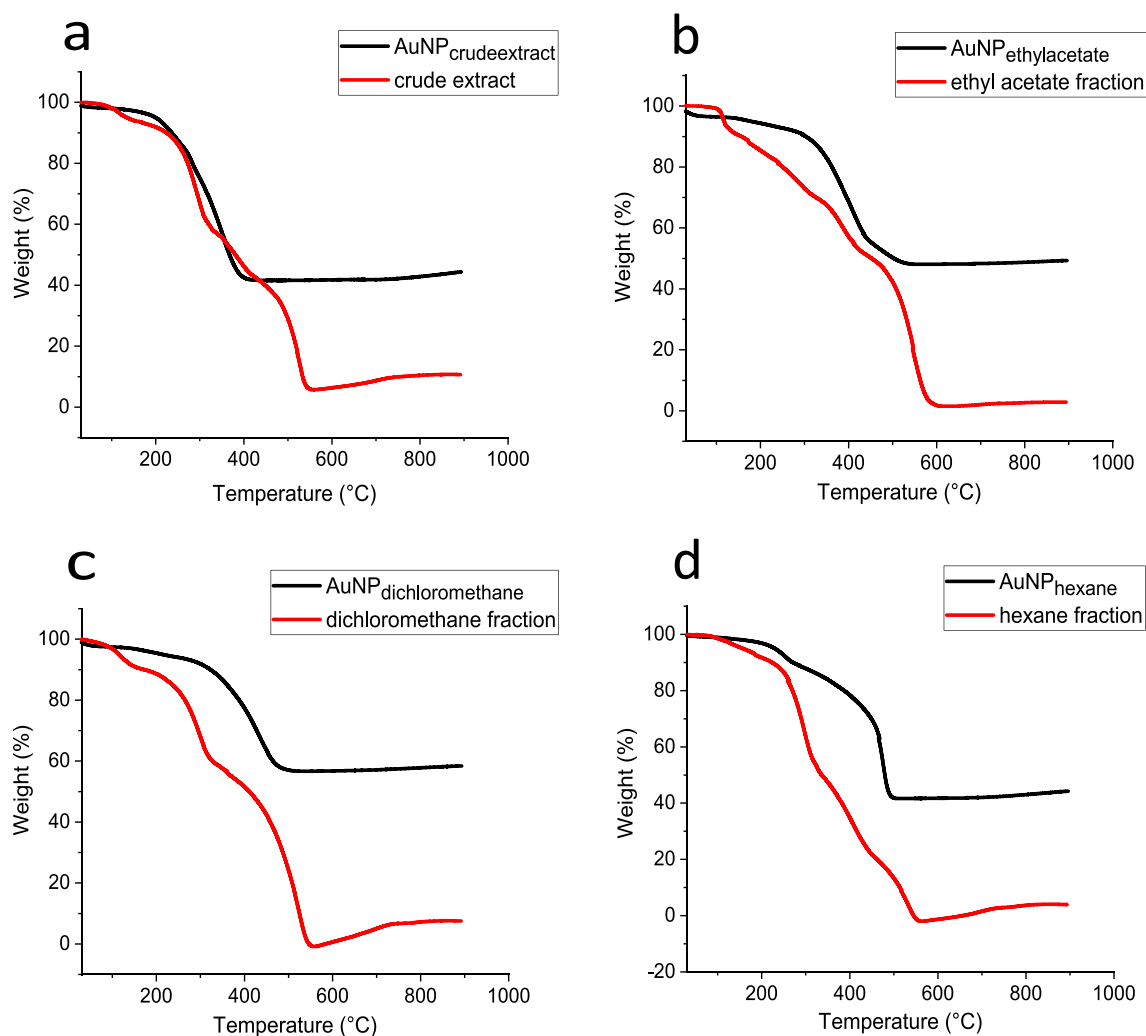 a
AuNPcrudeextract
crude extract
100
80
60
40
20
0
Weight (%)
200 400 600 800 1000
Temperature (°C)
b
AuNPethylacetate
ethyl acetate fraction
100
80
60
40
20
0
Weight (%)
200 400 600 800 1000
Temperature (°C)
c
AuNPdichloromethane
dichloromethane fraction
100
80
60
40
20
0
Weight (%)
200 400 600 800 1000
Temperature (°C)
d
AuNPhexane
hexane fraction
100
80
60
40
20
0
-20
Weight (%)
200 400 600 800 1000
Temperature (°C)